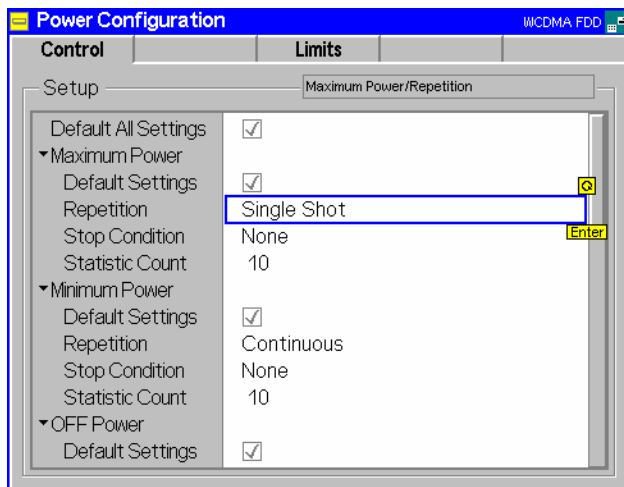 Power Configuration WCDMA FDD
Control Limits
Setup Maximum Power/Repetition
Default All Settings
Maximum Power
Default Settings
Repetition Single Shot
Enter
Stop Condition None
Statistic Count 10
Minimum Power
Default Settings
Repetition Continuous
Stop Condition None
Statistic Count 10
OFF Power
Default Settings